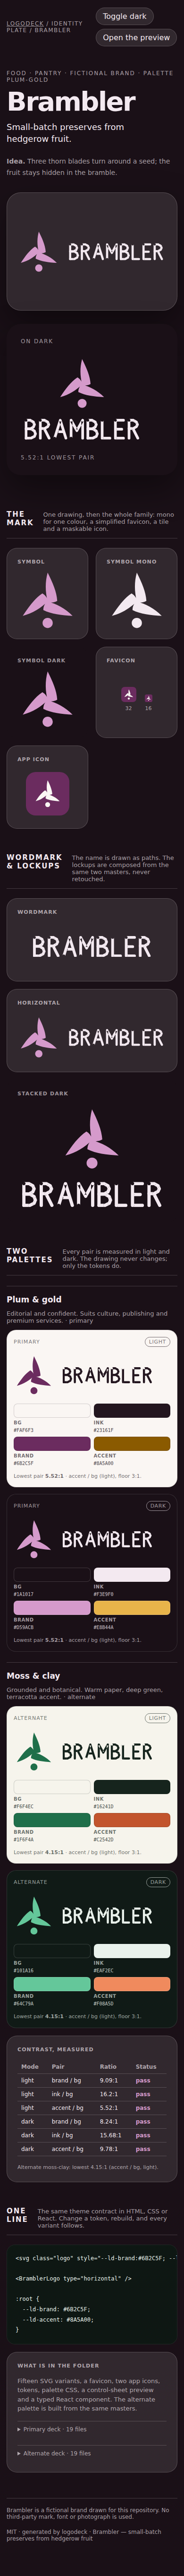 LOGODECK / IDENTITY
PLATE / BRAMBLER
Toggle dark
Open the preview
FOOD · PANTRY · FICTIONAL BRAND · PALETTE
PLUM-GOLD
Brambler
Small-batch preserves from
hedgerow fruit.
Idea. Three thorn blades turn around a seed; the
fruit stays hidden in the bramble.
BRAMBLER
ON DARK
BRAMBLER
5.52:1 LOWEST PAIR
THE
MARK
One drawing, then the whole family: mono
for one colour, a simplified favicon, a tile
and a maskable icon.
SYMBOL
SYMBOL MONO
SYMBOL DARK
FAVICON
32
16
APP ICON
WORDMARK
& LOCKUPS
The name is drawn as paths. The
lockups are composed from the
same two masters, never
retouched.
WORDMARK
BRAMBLER
HORIZONTAL
BRAMBLER
STACKED DARK
BRAMBLER
TWO
PALETTES
Every pair is measured in light and
dark. The drawing never changes;
only the tokens do.
Plum & gold
Editorial and confident. Suits culture, publishing and
premium services. · primary
PRIMARY
LIGHT
BRAMBLER
BG
#FAF6F3
INK
#23161F
BRAND
#6B2C5F
ACCENT
#8A5A00
Lowest pair 5.52:1 · accent / bg (light), floor 3:1.
PRIMARY
DARK
BRAMBLER
BG
#1A1017
INK
#F3E9F0
BRAND
#D59ACB
ACCENT
#E8B44A
Lowest pair 5.52:1 · accent / bg (light), floor 3:1.
Moss & clay
Grounded and botanical. Warm paper, deep green,
terracotta accent. · alternate
ALTERNATE
LIGHT
BRAMBLER
BG
#F6F4EC
INK
#16241D
BRAND
#1F6F4A
ACCENT
#C2542D
Lowest pair 4.15:1 · accent / bg (light), floor 3:1.
ALTERNATE
DARK
BRAMBLER
BG
#101A16
INK
#EAF2EC
BRAND
#64C79A
ACCENT
#F08A5D
Lowest pair 4.15:1 · accent / bg (light), floor 3:1.
CONTRAST, MEASURED
Mode Pair Ratio Status
light brand / bg 9.09:1 pass
light ink / bg 16.2:1 pass
light accent / bg 5.52:1 pass
dark brand / bg 8.24:1 pass
dark ink / bg 15.68:1 pass
dark accent / bg 9.78:1 pass
Alternate moss-clay: lowest 4.15:1 (accent / bg, light).
ONE
LINE
The same theme contract in HTML, CSS or
React. Change a token, rebuild, and every
variant follows.
<svg class="logo" style="--ld-brand:#6B2C5F; --
<BramblerLogo type="horizontal" />
:root {
--ld-brand: #6B2C5F;
--ld-accent: #8A5A00;
}
WHAT IS IN THE FOLDER
Fifteen SVG variants, a favicon, two app icons,
tokens, palette CSS, a control-sheet preview
and a typed React component. The alternate
palette is built from the same masters.
▶ Primary deck · 19 files
▶ Alternate deck · 19 files
Brambler is a fictional brand drawn for this repository. No
third-party mark, font or photograph is used.
MIT · generated by logodeck · Brambler — small-batch
preserves from hedgerow fruit